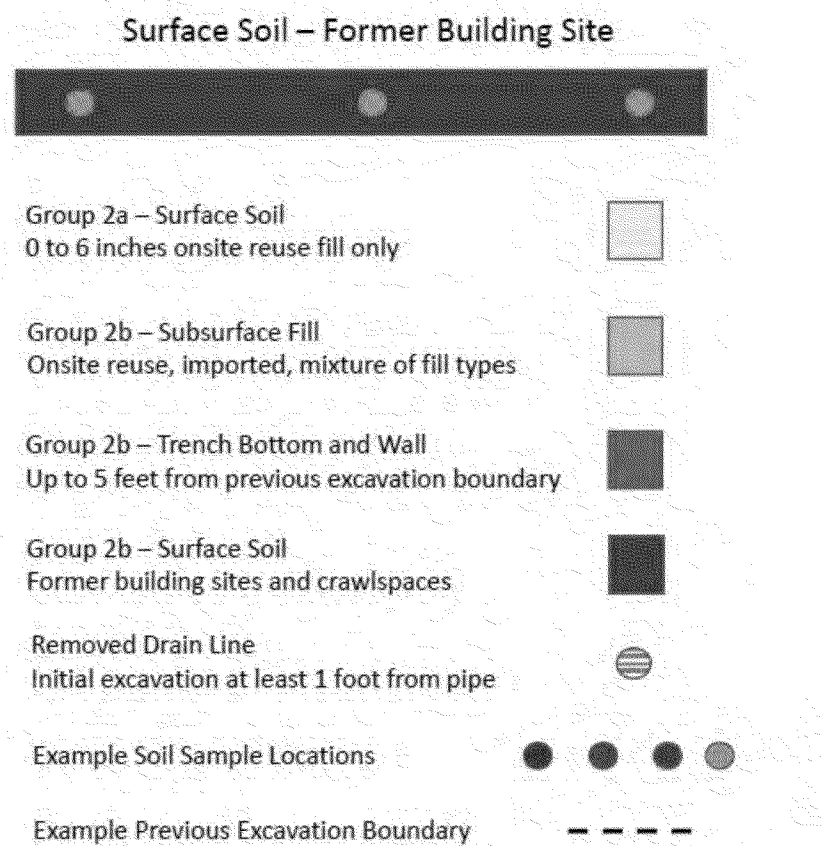 Surface Soil – Former Building Site
Group 2a – Surface Soil
0 to 6 inches onsite reuse fill only
Group 2b – Subsurface Fill
Onsite reuse, imported, mixture of fill types
Group 2b – Trench Bottom and Wall
Up to 5 feet from previous excavation boundary
Group 2b – Surface Soil
Former building sites and crawlspaces
Removed Drain Line
Initial excavation at least 1 foot from pipe
Example Soil Sample Locations
Example Previous Excavation Boundary